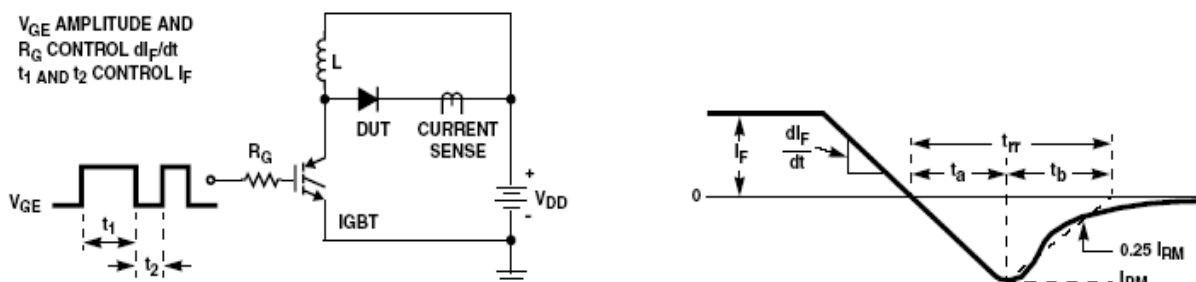 VGE AMPLITUDE AND
RG CONTROL dIF/dt
t1 AND t2 CONTROL IF
L
DUT
CURRENT
SENSE
RG
VGE
t1
t2
IGBT
+
VDD
-
IF
dIF
dt
trr
ta
tb
0
0.25 IRM
IRM